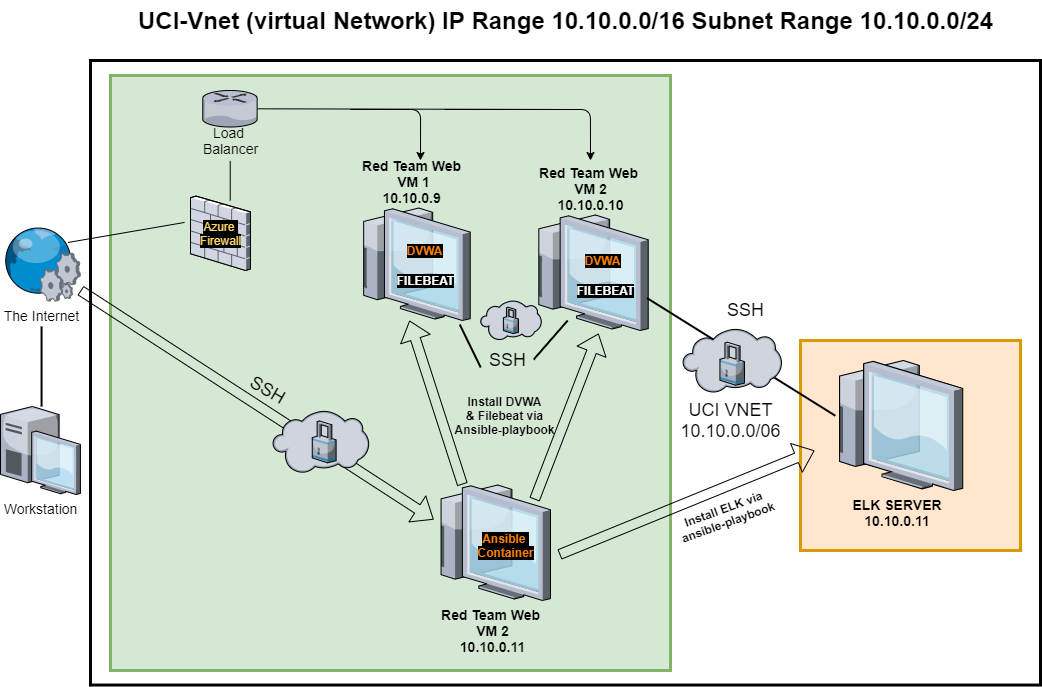 UCI-Vnet (virtual Network) IP Range 10.10.0.0/16 Subnet Range 10.10.0.0/24
Load
Balancer
Red Team Web
VM 1
10.10.0.9
Red Team Web
VM 2
10.10.0.10
Azure
Firewall
DVWA
FILEBEAT
DVWA
FILEBEAT
The Internet
SSH
SSH
SSH
UCI VNET
10.10.0.0/06
Install DVWA
& Filebeat via
Ansible-playbook
Workstation
ELK SERVER
10.10.0.11
Install ELK via
ansible-playbook
Ansible
Container
Red Team Web
VM 2
10.10.0.11